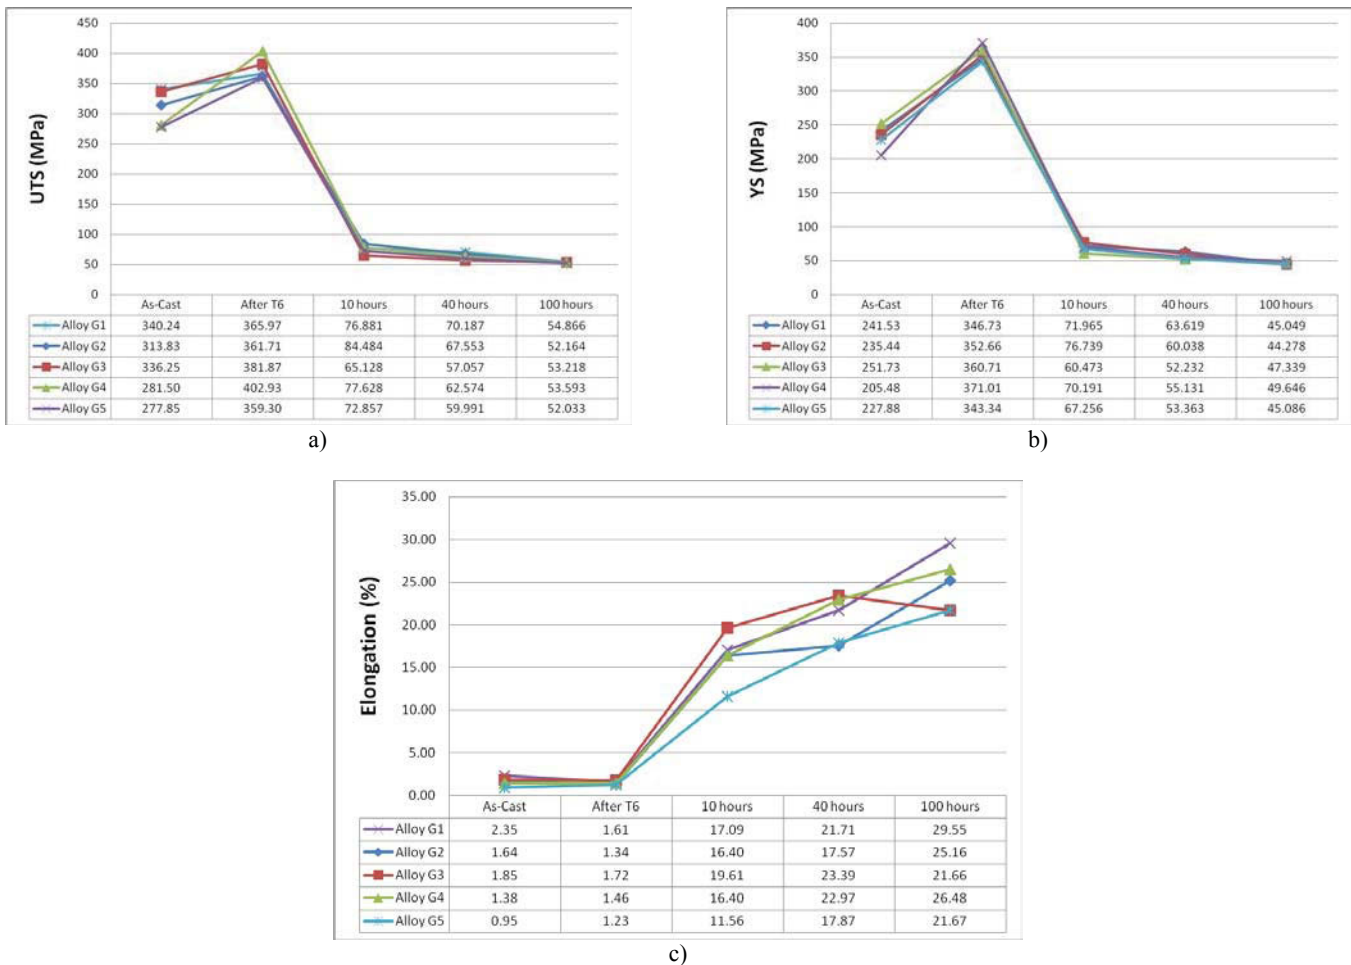 450
400
350
300
250
200
150
100
50
0
UTS (MPa)
As-Cast After T6 10 hours 40 hours 100 hours
Alloy G1 340.24 365.97 76.881 70.187 54.866
Alloy G2 313.83 361.71 84.484 67.553 52.164
Alloy G3 336.25 381.87 65.128 57.057 53.218
Alloy G4 281.50 402.93 77.628 62.574 53.593
Alloy G5 277.85 359.30 72.857 59.991 52.033
a)
400
350
300
250
200
150
100
50
0
YS (MPa)
As-Cast After T6 10 hours 40 hours 100 hours
Alloy G1 241.53 346.73 71.965 63.619 45.049
Alloy G2 235.44 352.66 76.739 60.038 44.278
Alloy G3 251.73 360.71 60.473 52.232 47.339
Alloy G4 205.48 371.01 70.191 55.131 49.646
Alloy G5 227.88 343.34 67.256 53.363 45.086
b)
35.00
30.00
25.00
20.00
15.00
10.00
5.00
0.00
Elongation (%)
As-Cast After T6 10 hours 40 hours 100 hours
Alloy G1 2.35 1.61 17.09 21.71 29.55
Alloy G2 1.64 1.34 16.40 17.57 25.16
Alloy G3 1.85 1.72 19.61 23.39 21.66
Alloy G4 1.38 1.46 16.40 22.97 26.48
Alloy G5 0.95 1.23 11.56 17.87 21.67
c)